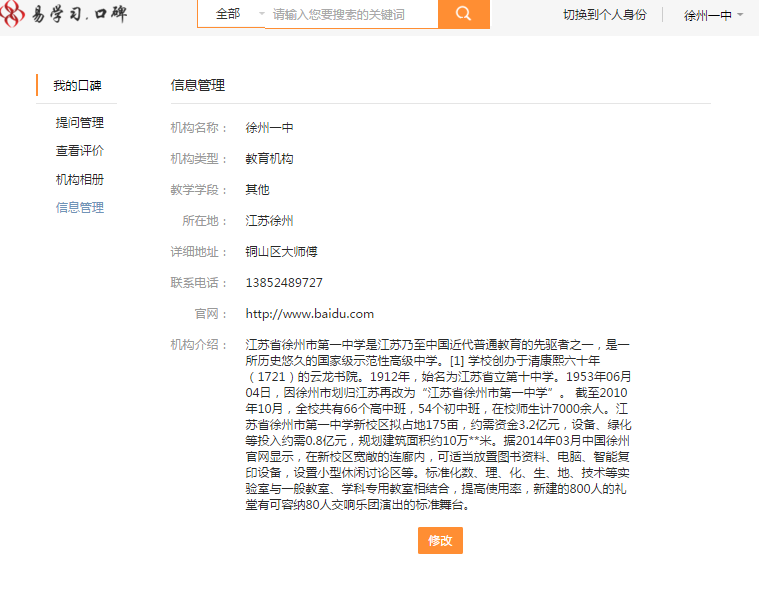 易学习.口碑
全部 请输入您要搜索的关键词
切换到个人身份 徐州一中
我的口碑
提问管理
查看评价
机构相册
信息管理
信息管理
机构名称： 徐州一中
机构类型： 教育机构
教学学段： 其他
所在地： 江苏徐州
详细地址： 铜山区大师傅
联系电话： 13852489727
官网： http://www.baidu.com
机构介绍： 江苏省徐州市第一中学是江苏乃至中国近代普通教育的先驱者之一，是一
所历史悠久的国家级示范性高级中学。[1] 学校创办于清康熙六十年
（1721）的云龙书院。1912年，始名为江苏省立第十中学。1953年06月
04日，因徐州市划归江苏再改为“江苏省徐州市第一中学”。 截至2010
年10月，全校共有66个高中班，54个初中班，在校师生计7000余人。江
苏省徐州市第一中学新校区拟占地175亩，约需资金3.2亿元，设备、绿化
等投入约需0.8亿元，规划建筑面积约10万**米。据2014年03月中国徐州
官网显示，在新校区宽敞的连廊内，可适当放置图书资料、电脑、智能复
印设备，设置小型休闲讨论区等。标准化数、理、化、生、地、技术等实
验室与一般教室、学科专用教室相结合，提高使用率，新建的800人的礼
堂有可容纳80人交响乐团演出的标准舞台。
修改